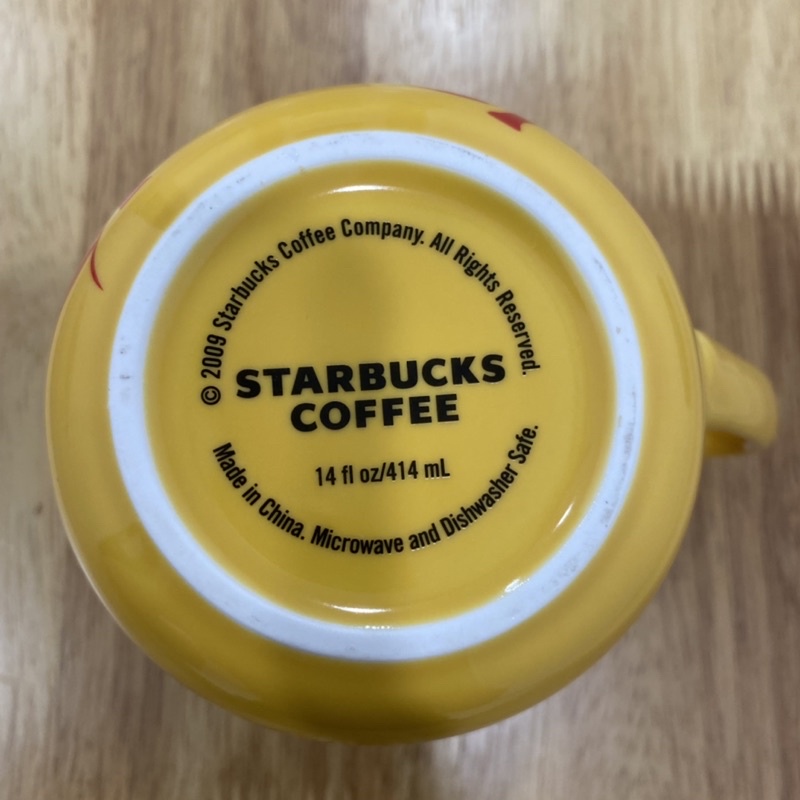 © 2009 Starbucks Coffee Company. All Rights Reserved.
STARBUCKS
COFFEE
14 fl oz/414 mL
Made in China. Microwave and Dishwasher Safe.